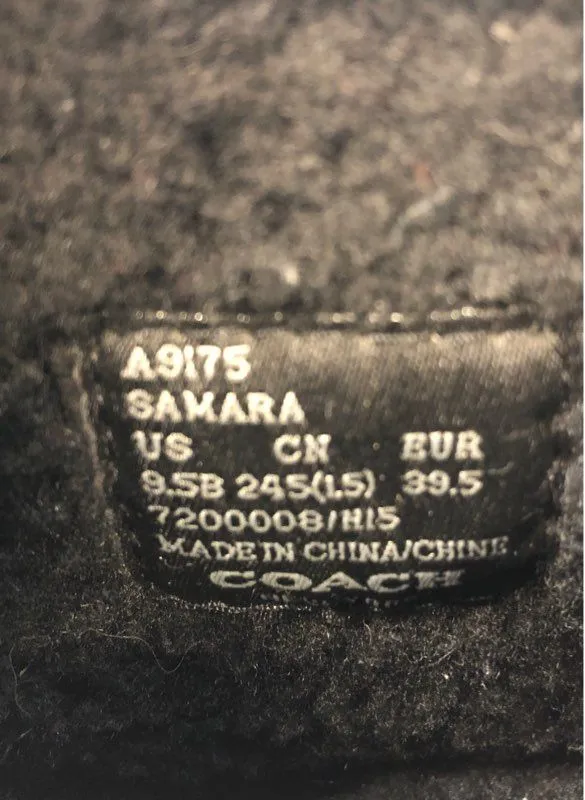 A9175
SAMARA
US CN EUR
9.5B 245(1.5) 39.5
7200008/H15
MADE IN CHINA/CHINE
COACH